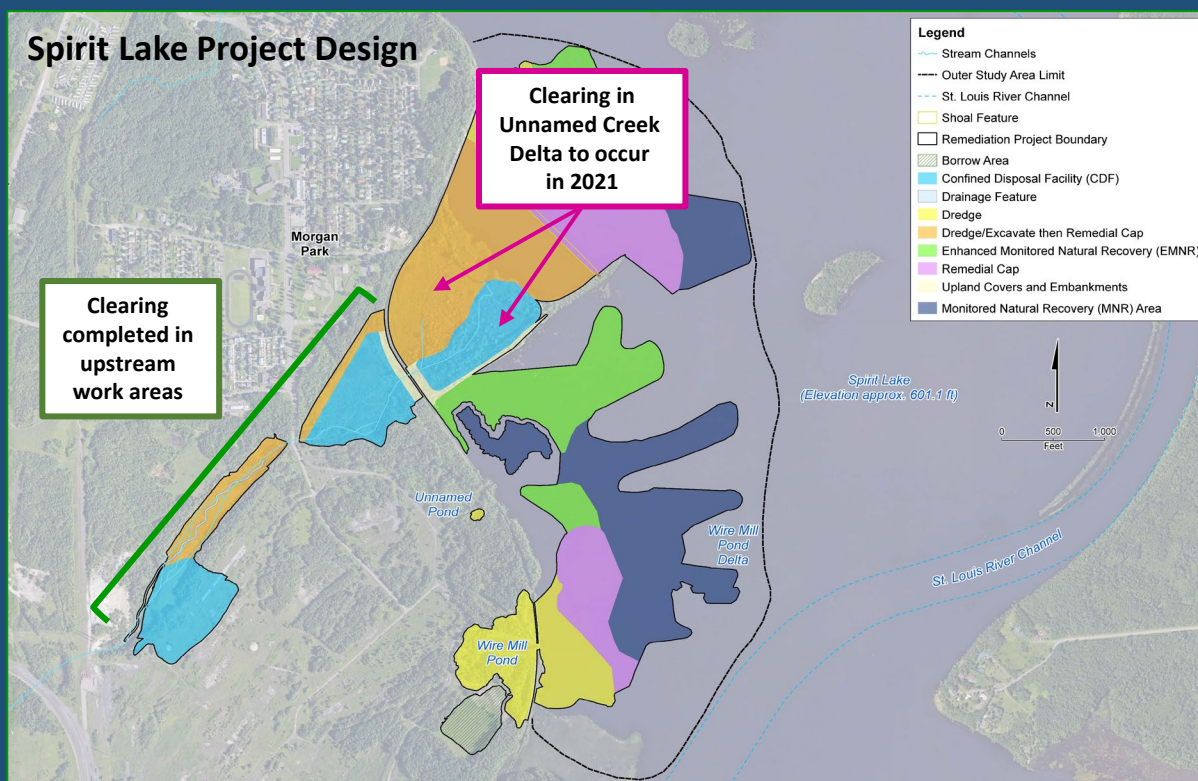 Spirit Lake Project Design
Clearing in
Unnamed Creek
Delta to occur
in 2021
Morgan
Park
Clearing
completed in
upstream
work areas
Unnamed
Pond
Wire Mill
Pond
Wire Mill
Pond
Delta
Spirit Lake
(Elevation approx. 601.1 ft)
St. Louis River Channel
Legend
Stream Channels
Outer Study Area Limit
St. Louis River Channel
Shoal Feature
Remediation Project Boundary
Borrow Area
Confined Disposal Facility (CDF)
Drainage Feature
Dredge
Dredge/Excavate then Remedial Cap
Enhanced Monitored Natural Recovery (EMNR)
Remedial Cap
Upland Covers and Embankments
Monitored Natural Recovery (MNR) Area
N
0 500 1,000
Feet